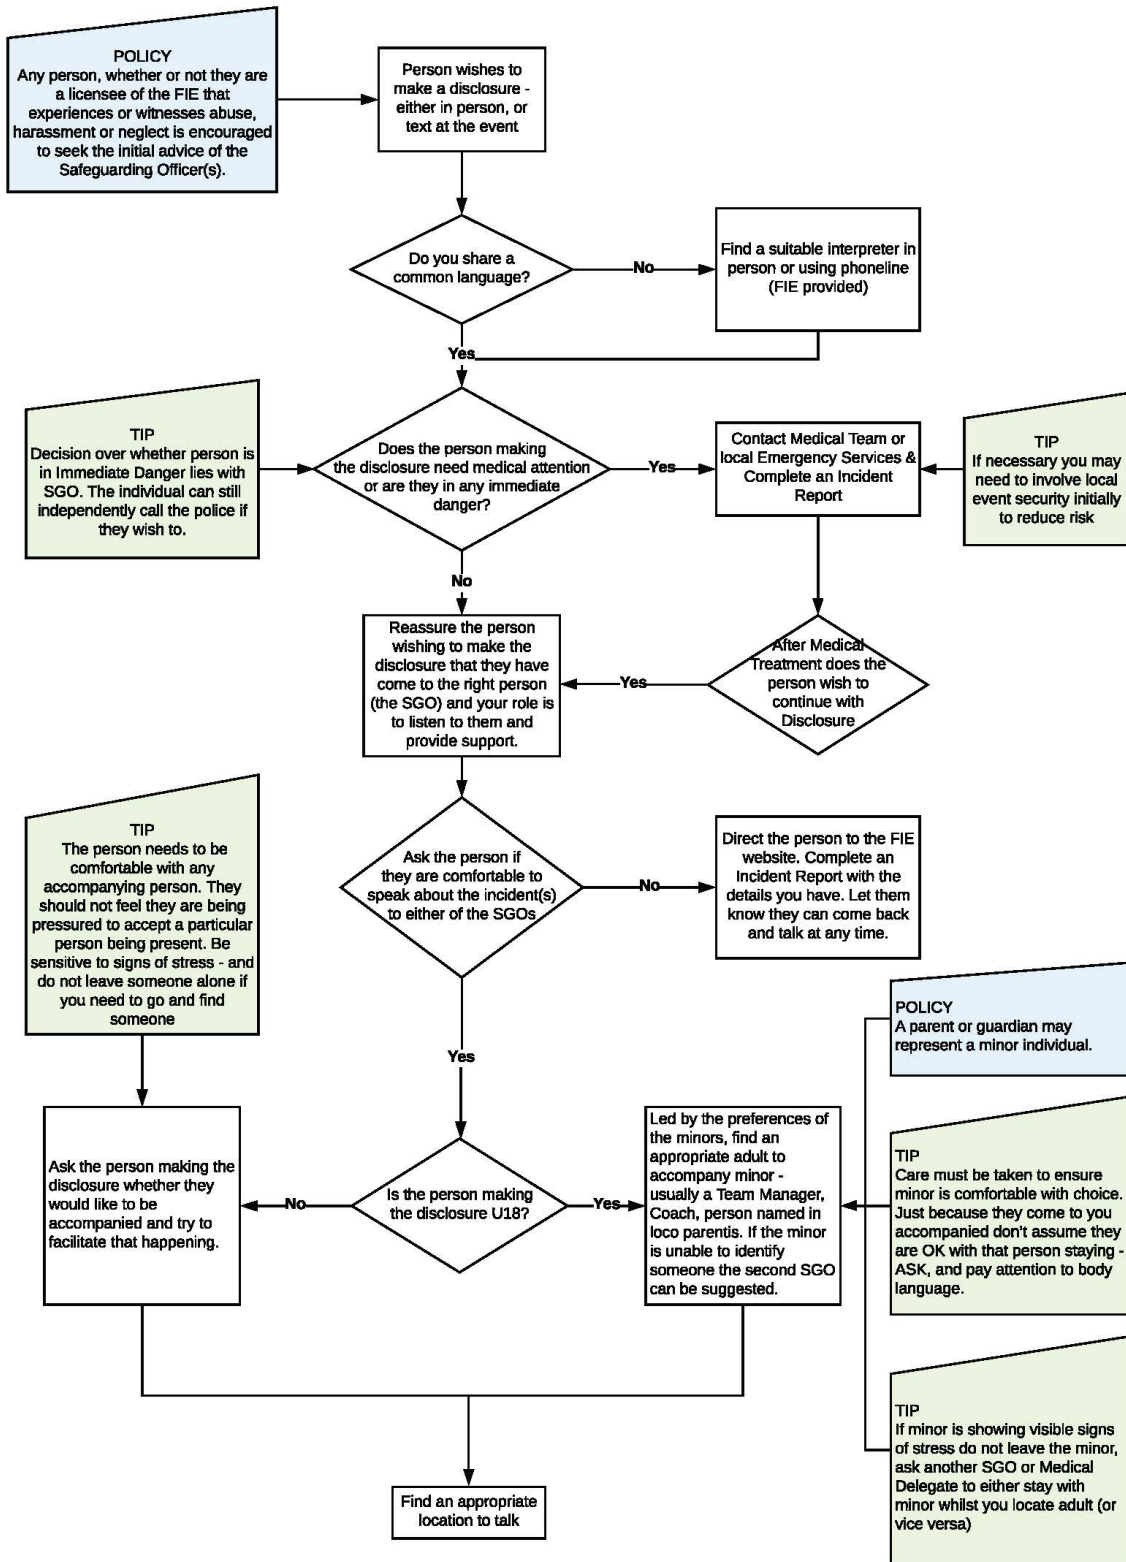 POLICY
Any person, whether or not they are
a licensee of the FIE that
experiences or witnesses abuse,
harassment or neglect is encouraged
to seek the initial advice of the
Safeguarding Officer(s).
Person wishes to
make a disclosure -
either in person, or
text at the event
Do you share a
common language?
No
Find a suitable interpreter in
person or using phoneline
(FIE provided)
Yes
TIP
Decision over whether person is
in Immediate Danger lies with
SGO. The individual can still
independently call the police if
they wish to.
Does the person making
the disclosure need medical attention
or are they in any immediate
danger?
Yes
Contact Medical Team or
local Emergency Services &
Complete an Incident
Report
TIP
If necessary you may
need to involve local
event security initially
to reduce risk
No
Reassure the person
wishing to make the
disclosure that they have
come to the right person
(the SGO) and your role is
to listen to them and
provide support.
Yes
After Medical
Treatment does the
person wish to
continue with
Disclosure
TIP
The person needs to be
comfortable with any
accompanying person. They
should not feel they are being
pressured to accept a particular
person being present. Be
sensitive to signs of stress - and
do not leave someone alone if
you need to go and find
someone
Ask the person if
they are comfortable to
speak about the incident(s)
to either of the SGOs
No
Direct the person to the FIE
website. Complete an
Incident Report with the
details you have. Let them
know they can come back
and talk at any time.
Yes
POLICY
A parent or guardian may
represent a minor individual.
Ask the person making the
disclosure whether they
would like to be
accompanied and try to
facilitate that happening.
No
Is the person making
the disclosure U18?
Yes
Led by the preferences of
the minors, find an
appropriate adult to
accompany minor -
usually a Team Manager,
Coach, person named in
loco parentis. If the minor
is unable to identify
someone the second SGO
can be suggested.
TIP
Care must be taken to ensure
minor is comfortable with choice.
Just because they come to you
accompanied don't assume they
are OK with that person staying -
ASK, and pay attention to body
language.
TIP
If minor is showing visible signs
of stress do not leave the minor,
ask another SGO or Medical
Delegate to either stay with
minor whilst you locate adult (or
vice versa)
Find an appropriate
location to talk